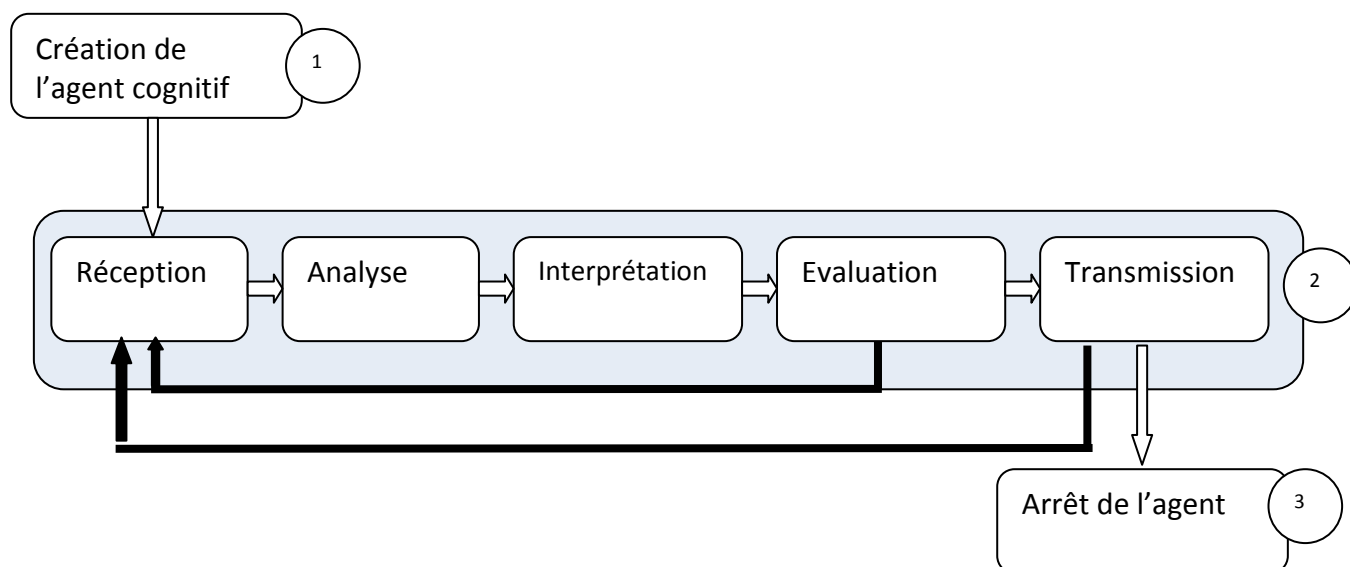 Création de
l’agent cognitif
1
Réception
Analyse
Interprétation
Evaluation
Transmission
2
Arrêt de l’agent
3